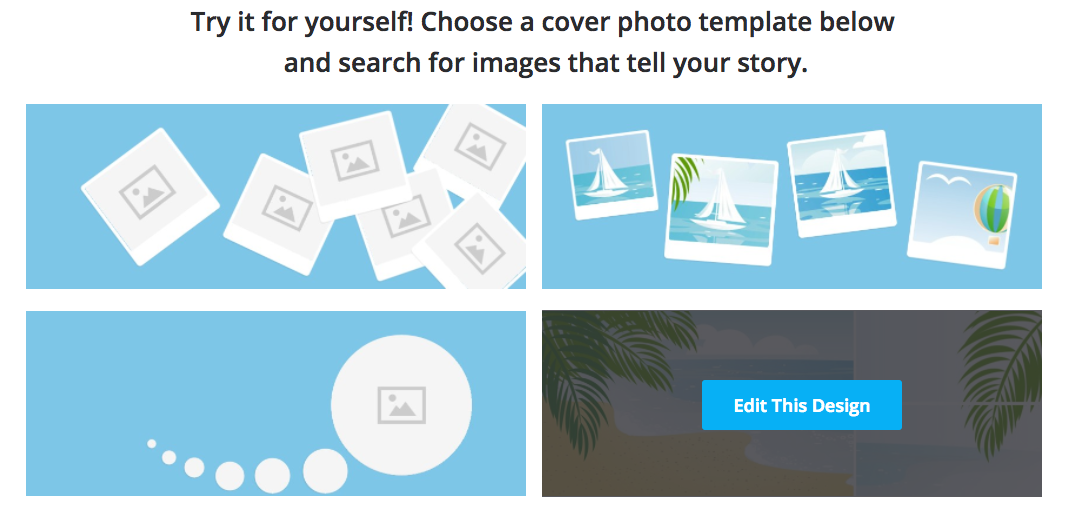 Try it for yourself! Choose a cover photo template below
and search for images that tell your story.
Edit This Design